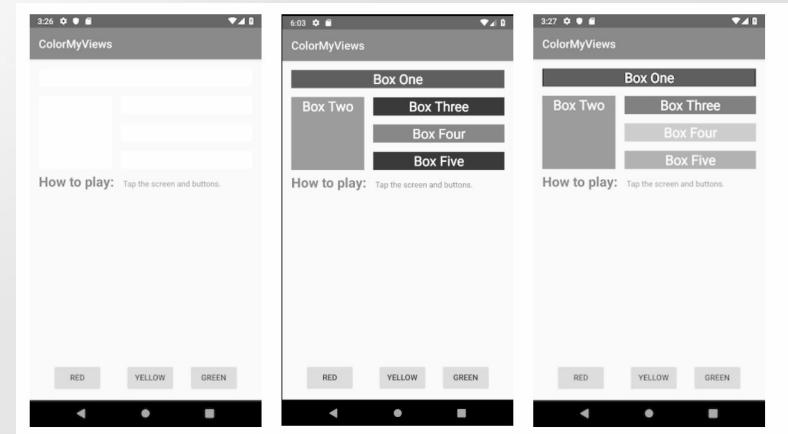 3:26
ColorMyViews
How to play: Tap the screen and buttons.
RED YELLOW GREEN
6:03
ColorMyViews
Box One
Box Two
Box Three
Box Four
Box Five
How to play: Tap the screen and buttons.
RED YELLOW GREEN
3:27
ColorMyViews
Box One
Box Two
Box Three
Box Four
Box Five
How to play: Tap the screen and buttons.
RED YELLOW GREEN